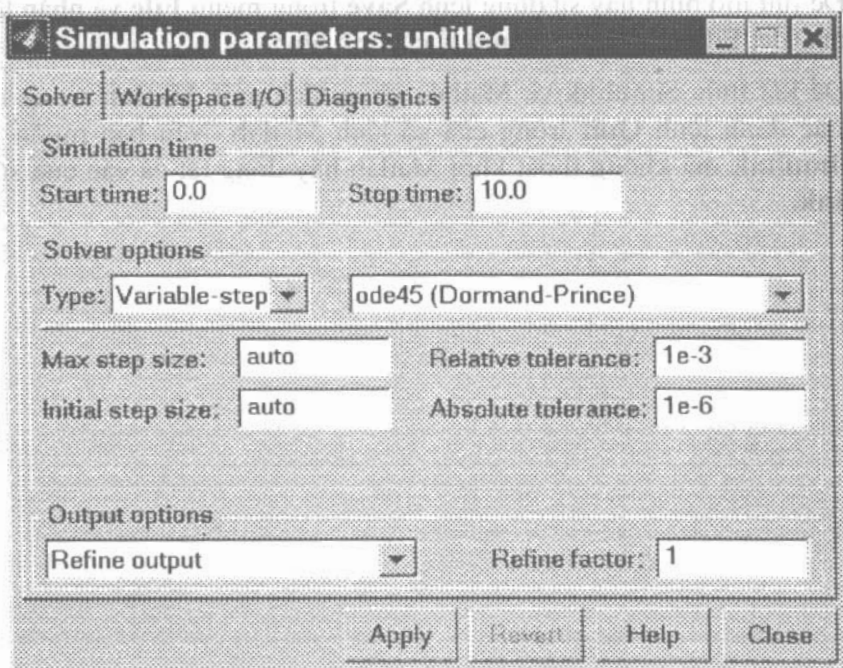 Simulation parameters: untitled
Solver Workspace I/O Diagnostics
Simulation time
Start time: 0.0 Stop time: 10.0
Solver options
Type: Variable-step ode45 (Dormand-Prince)
Max step size: auto Relative tolerance: 1e-3
Initial step size: auto Absolute tolerance: 1e-6
Output options
Refine output Refine factor: 1
Apply Revert Help Close